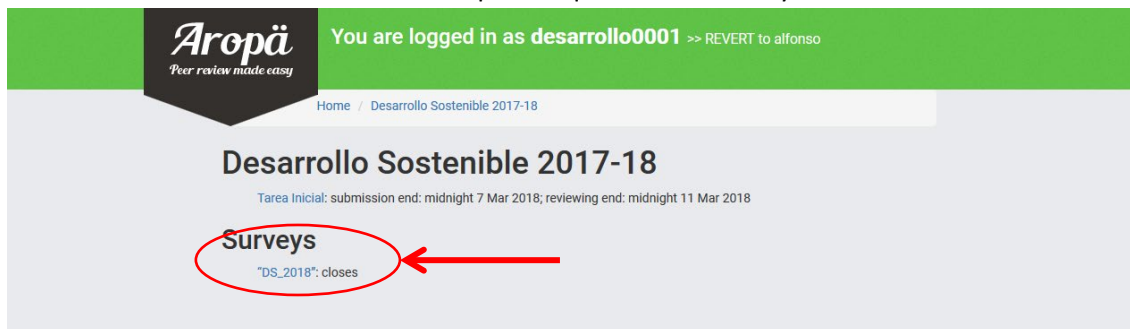 Aropä
Peer review made easy
You are logged in as desarrollo0001 >> REVERT to alfonso
Home / Desarrollo Sostenible 2017-18
Desarrollo Sostenible 2017-18
Tarea Inicial: submission end: midnight 7 Mar 2018; reviewing end: midnight 11 Mar 2018
Surveys
"DS_2018": closes